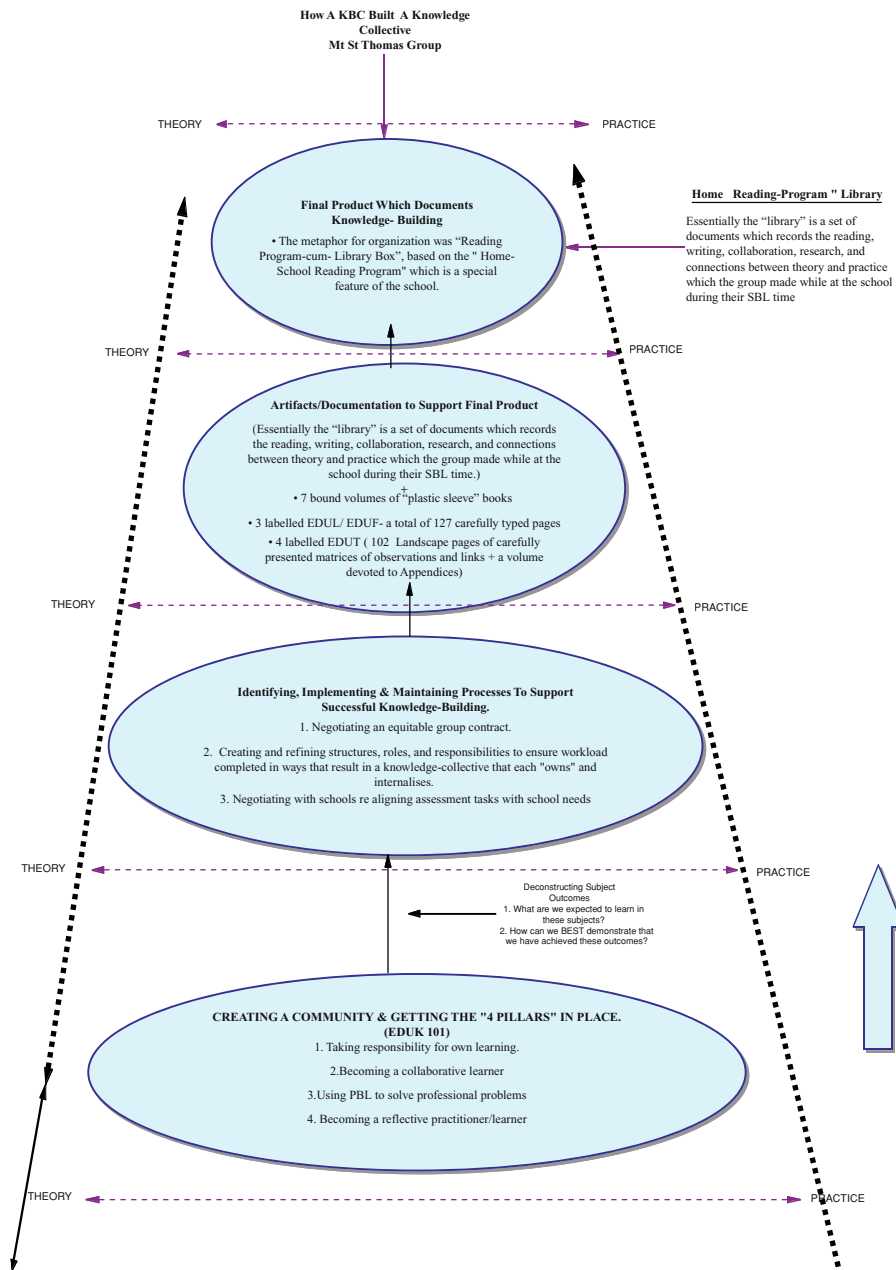 How A KBC Built A Knowledge
Collective
Mt St Thomas Group
THEORY
PRACTICE
Final Product Which Documents
Knowledge- Building
• The metaphor for organization was “Reading
Program-cum- Library Box”, based on the " Home-
School Reading Program" which is a special
feature of the school.
Home Reading-Program " Library
Essentially the “library” is a set of
documents which records the reading,
writing, collaboration, research, and
connections between theory and practice
which the group made while at the school
during their SBL time
THEORY
PRACTICE
Artifacts/Documentation to Support Final Product
(Essentially the “library” is a set of documents which records
the reading, writing, collaboration, research, and connections
between theory and practice which the group made while at the
school during their SBL time.)
+
• 7 bound volumes of “plastic sleeve” books
• 3 labelled EDUL/ EDUF- a total of 127 carefully typed pages
• 4 labelled EDUT ( 102 Landscape pages of carefully
presented matrices of observations and links + a volume
devoted to Appendices)
THEORY
PRACTICE
Identifying, Implementing & Maintaining Processes To Support
Successful Knowledge-Building.
1. Negotiating an equitable group contract.
2. Creating and refining structures, roles, and responsibilities to ensure workload
completed in ways that result in a knowledge-collective that each "owns" and
internalises.
3. Negotiating with schools re aligning assessment tasks with school needs
THEORY
PRACTICE
Deconstructing Subject
Outcomes
1. What are we expected to learn in
these subjects?
2. How can we BEST demonstrate that
we have achieved these outcomes?
CREATING A COMMUNITY & GETTING THE "4 PILLARS" IN PLACE.
(EDUK 101)
1. Taking responsibility for own learning.
2.Becoming a collaborative learner
3.Using PBL to solve professional problems
4. Becoming a reflective practitioner/learner
THEORY
PRACTICE